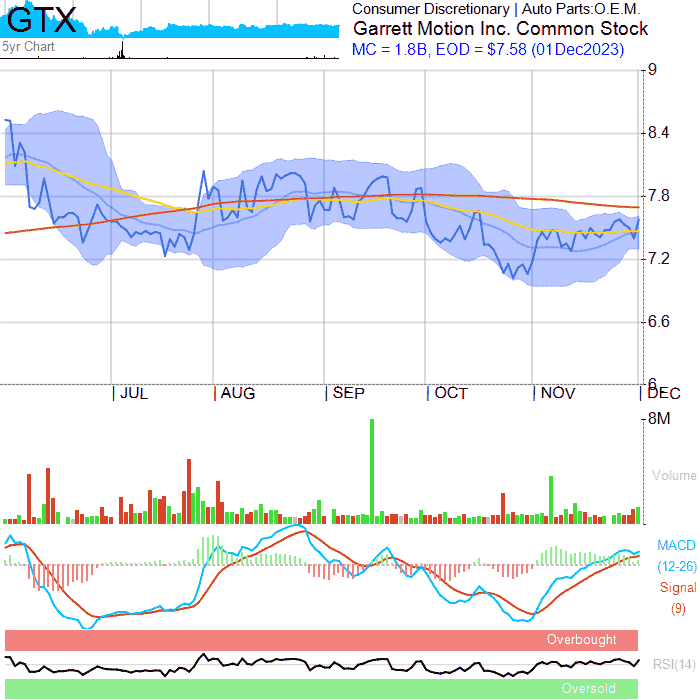 GTX
5yr Chart
Consumer Discretionary | Auto Parts:O.E.M.
Garrett Motion Inc. Common Stock
MC = 1.8B, EOD = $7.58 (01Dec2023)
9
8.4
7.8
7.2
6.6
6
JUL AUG SEP OCT NOV DEC
8M
Volume
MACD
(12-26)
Signal
(9)
Overbought
RSI(14)
Oversold